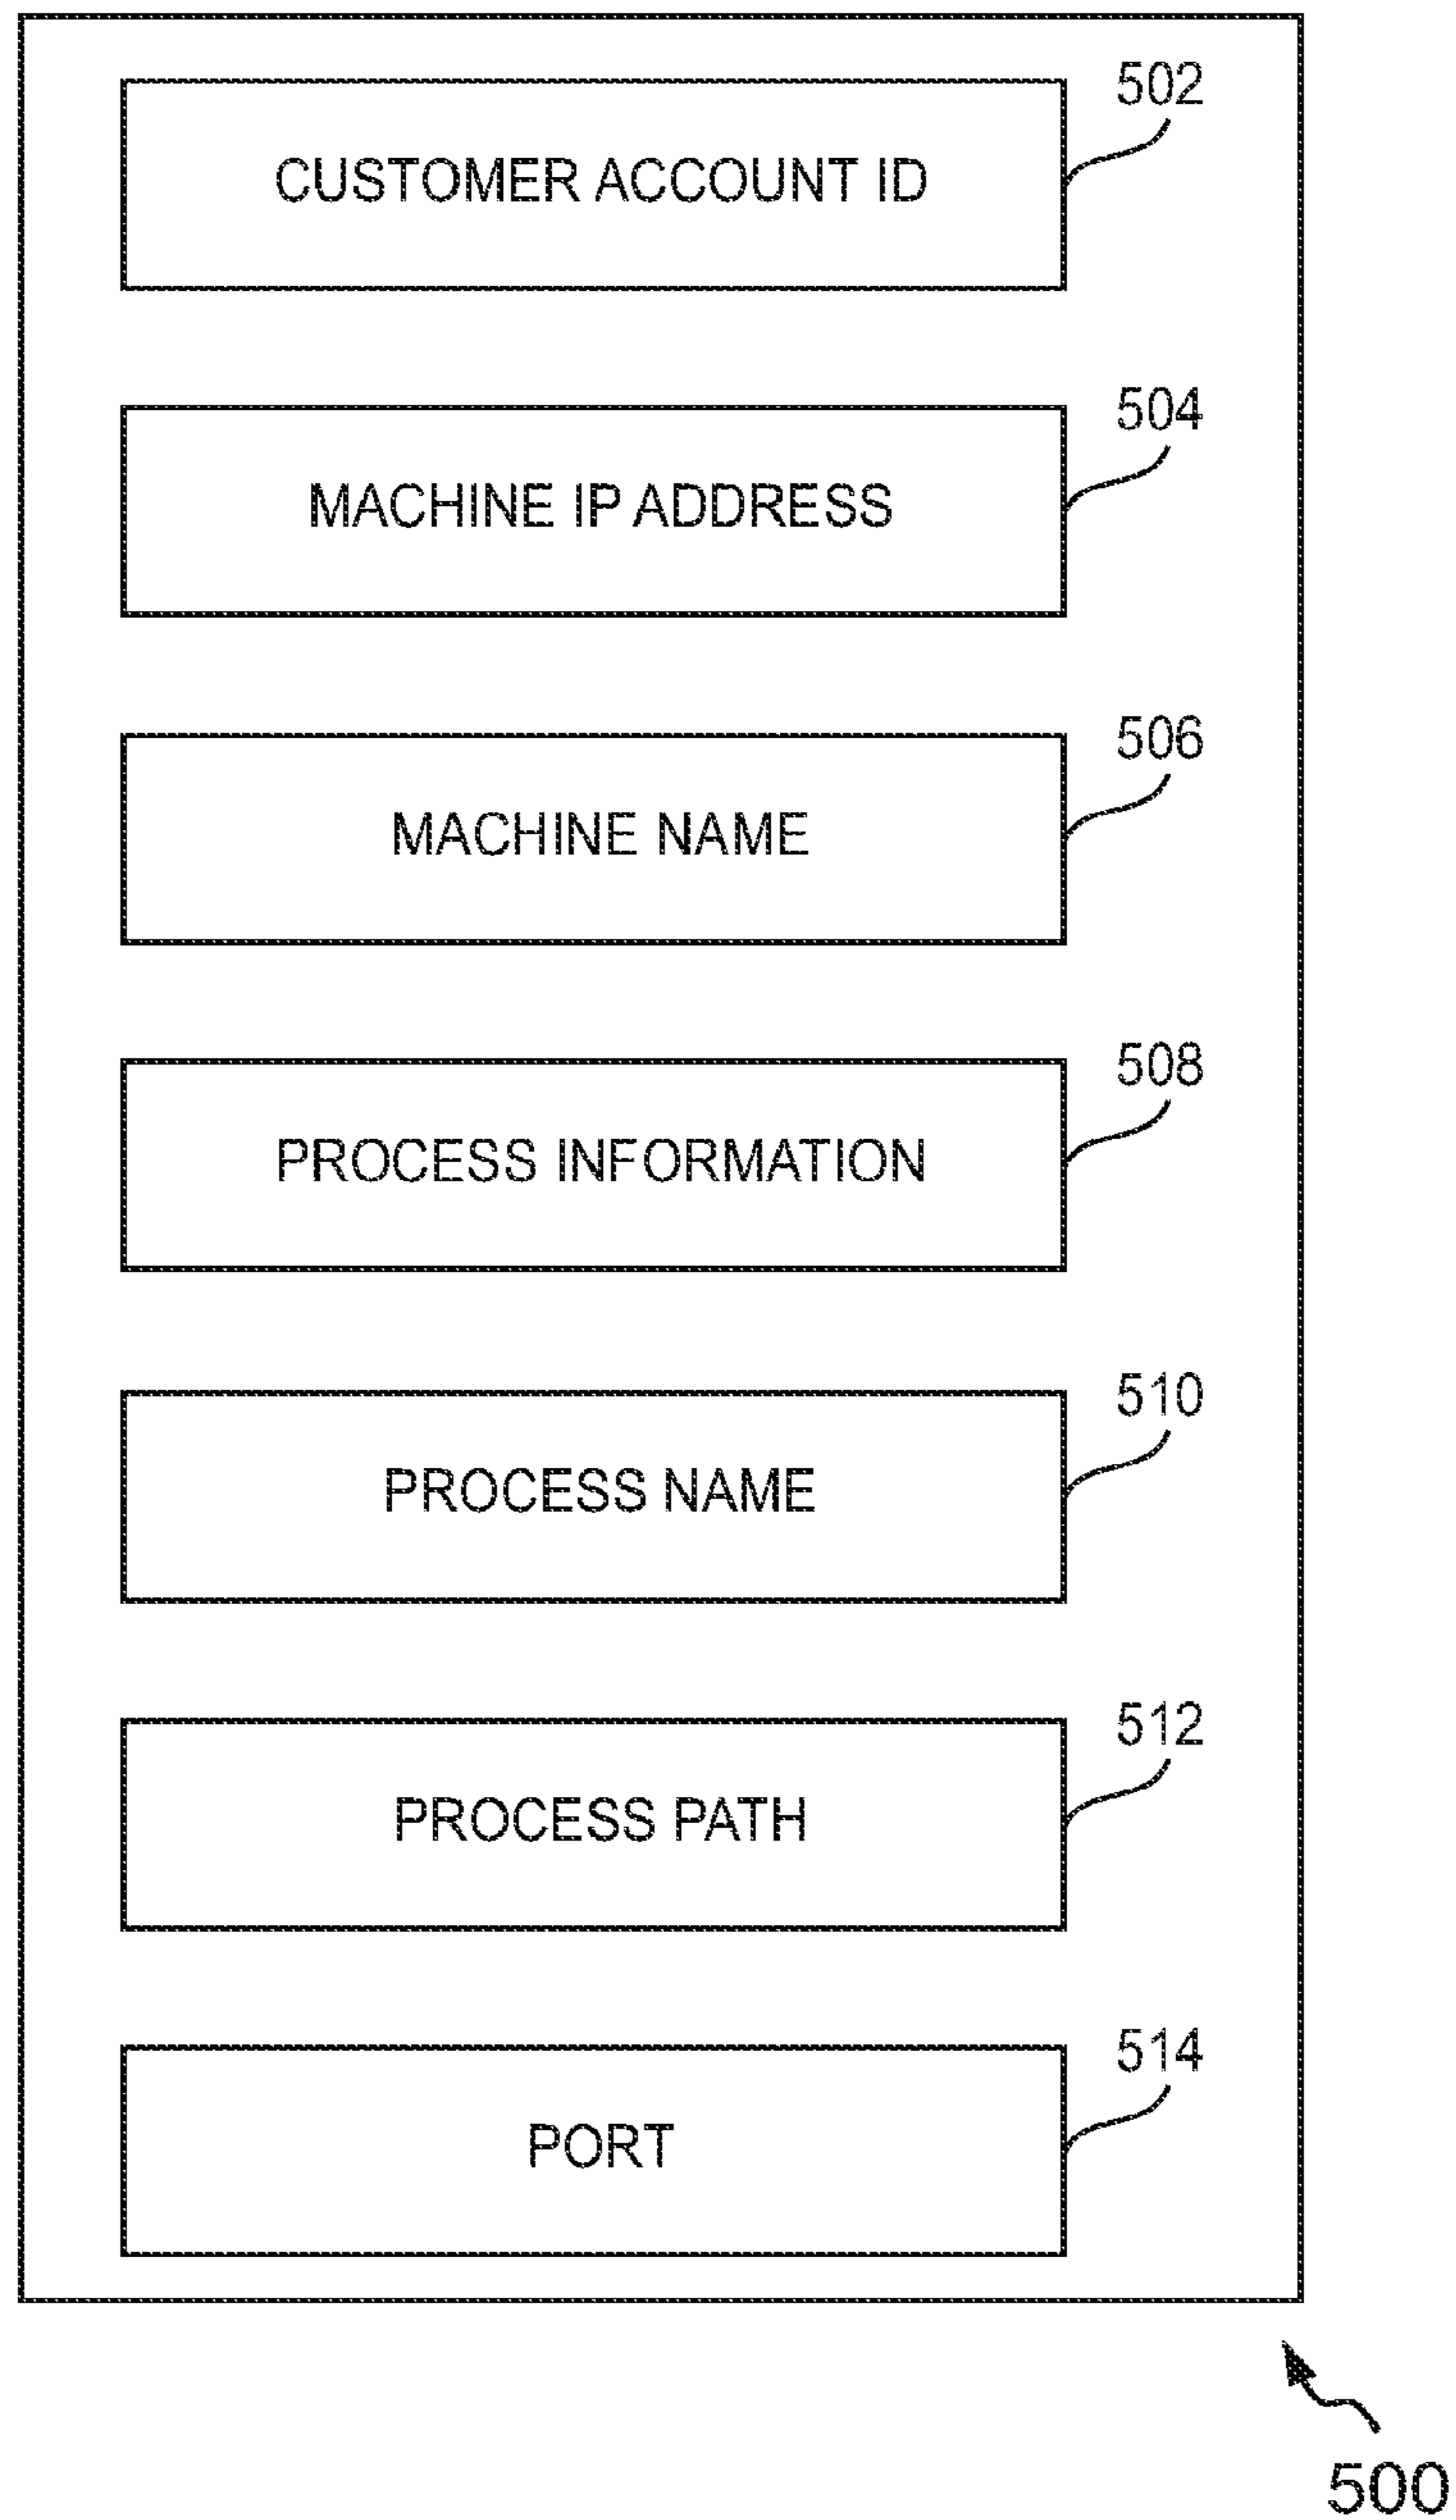 502
CUSTOMER ACCOUNT ID
504
MACHINE IP ADDRESS
506
MACHINE NAME
508
PROCESS INFORMATION
510
PROCESS NAME
512
PROCESS PATH
514
PORT
500